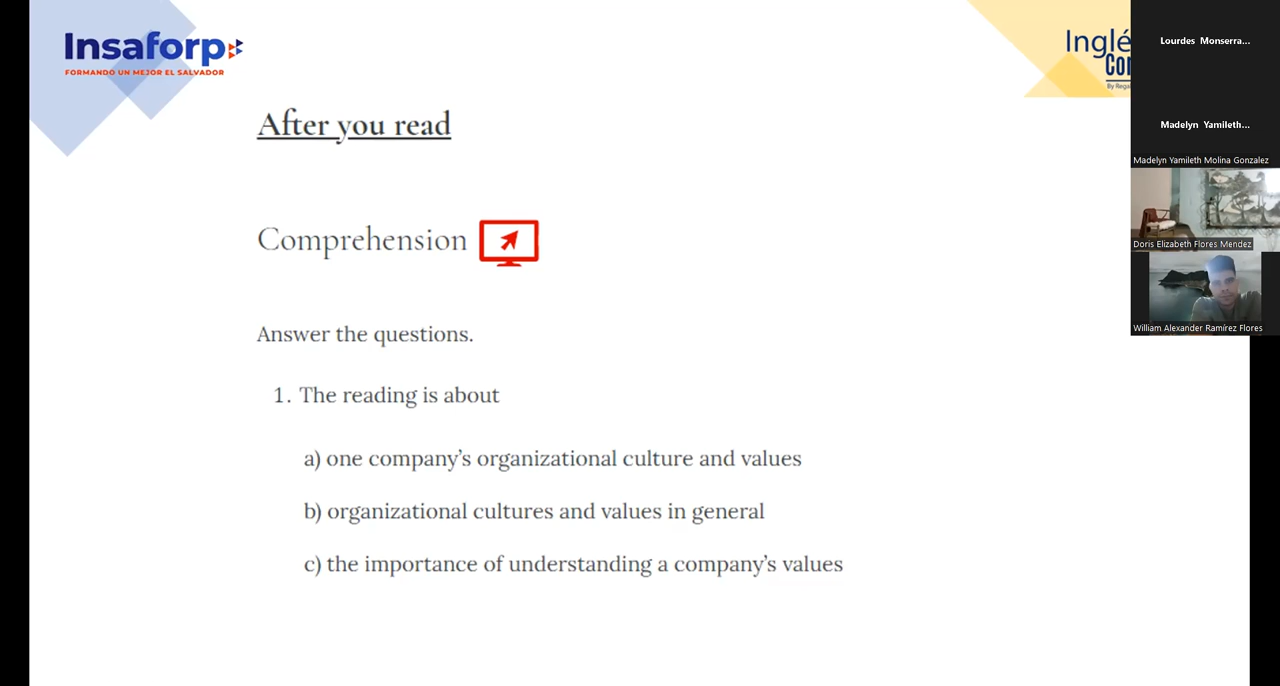 Insaforp
FORMANDO UN MEJOR EL SALVADOR
After you read
Comprehension
Answer the questions.
1. The reading is about
a) one company's organizational culture and values
b) organizational cultures and values in general
c) the importance of understanding a company's values
Lourdes Monserra...
Madelyn Yamileth...
Madelyn Yamileth Molina Gonzalez
Doris Elizabeth Flores Mendez
William Alexander Ramírez Flores